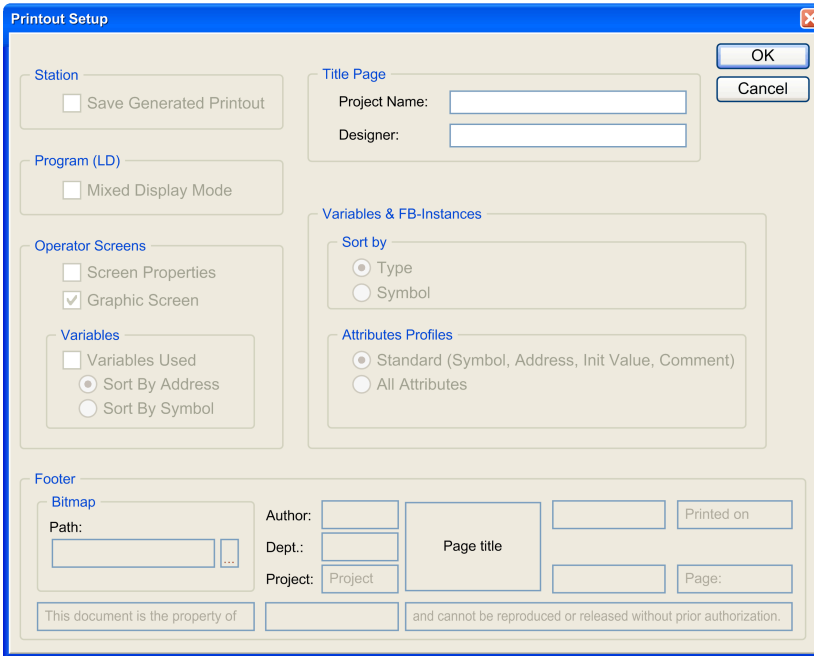 Printout Setup
OK
Cancel
Station
Save Generated Printout
Title Page
Project Name:
Designer:
Program (LD)
Mixed Display Mode
Operator Screens
Screen Properties
Graphic Screen
Variables
Variables Used
Sort By Address
Sort By Symbol
Variables & FB-Instances
Sort by
Type
Symbol
Attributes Profiles
Standard (Symbol, Address, Init Value, Comment)
All Attributes
Footer
Bitmap
Path:
...
Author:
Dept.:
Project: Project
Page title
Printed on
Page:
This document is the property of
and cannot be reproduced or released without prior authorization.